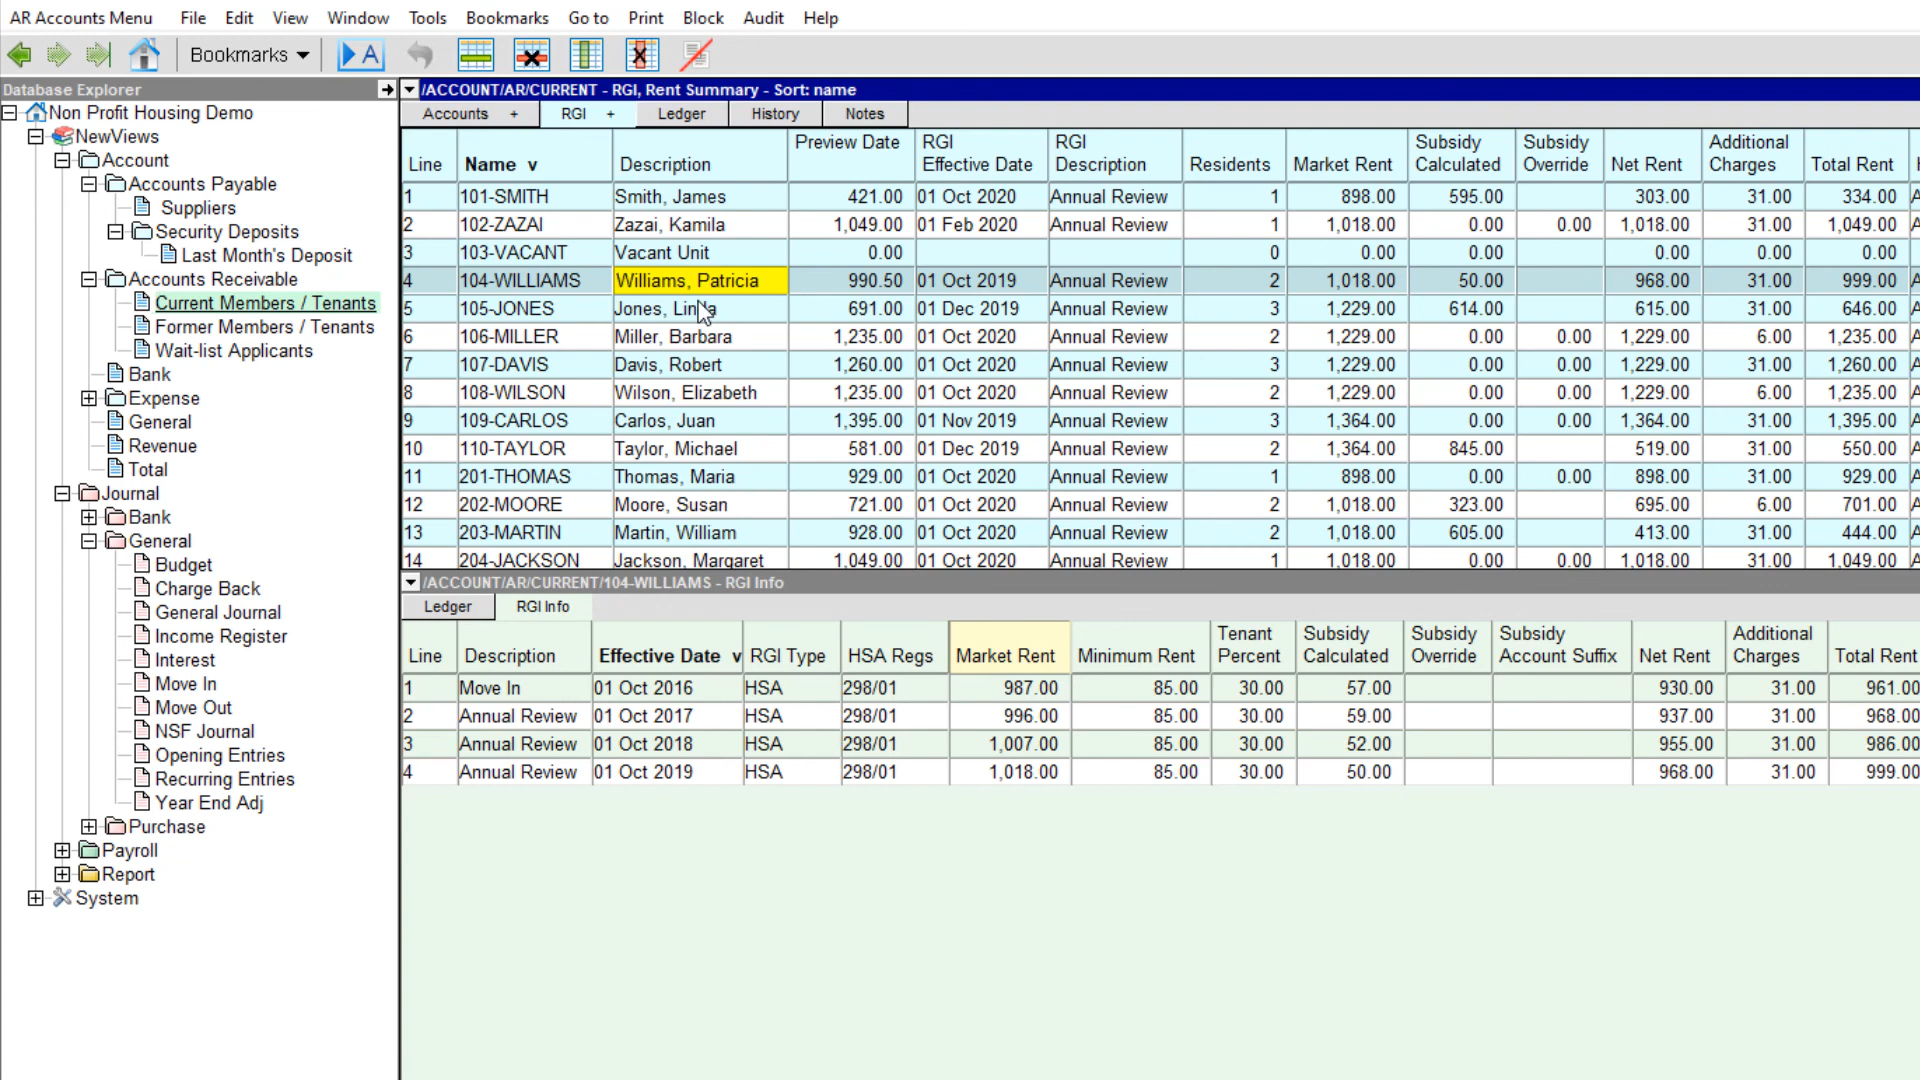 AR Accounts Menu File Edit View Window Tools Bookmarks Go to Print Block Audit Help
Bookmarks A
Database Explorer
Non Profit Housing Demo
NewViews
Account
Accounts Payable
Suppliers
Security Deposits
Last Month's Deposit
Accounts Receivable
Current Members / Tenants
Former Members / Tenants
Wait-list Applicants
Bank
Expense
General
Revenue
Total
Journal
Bank
General
Budget
Charge Back
General Journal
Income Register
Interest
Move In
Move Out
NSF Journal
Opening Entries
Recurring Entries
Year End Adj
Purchase
Payroll
Report
System
/ACCOUNT/AR/CURRENT - RGI, Rent Summary - Sort: name
Accounts + RGI + Ledger History Notes
Line Name v Description Preview Date RGI Effective Date RGI Description Residents Market Rent Subsidy Calculated Subsidy Override Net Rent Additional Charges Total Rent
1 101-SMITH Smith, James 421.00 01 Oct 2020 Annual Review 1 898.00 595.00 303.00 31.00 334.00
2 102-ZAZAI Zazai, Kamila 1,049.00 01 Feb 2020 Annual Review 1 1,018.00 0.00 0.00 1,018.00 31.00 1,049.00
3 103-VACANT Vacant Unit 0.00 0 0.00 0.00 0.00 0.00 0.00
4 104-WILLIAMS Williams, Patricia 990.50 01 Oct 2019 Annual Review 2 1,018.00 50.00 968.00 31.00 999.00
5 105-JONES Jones, 691.00 01 Dec 2019 Annual Review 3 1,229.00 614.00 615.00 31.00 646.00
6 106-MILLER Miller, Barbara 1,235.00 01 Oct 2020 Annual Review 2 1,229.00 0.00 0.00 1,229.00 6.00 1,235.00
7 107-DAVIS Davis, Robert 1,260.00 01 Oct 2020 Annual Review 3 1,229.00 0.00 0.00 1,229.00 31.00 1,260.00
8 108-WILSON Wilson, Elizabeth 1,235.00 01 Oct 2020 Annual Review 2 1,229.00 0.00 0.00 1,229.00 6.00 1,235.00
9 109-CARLOS Carlos, Juan 1,395.00 01 Nov 2019 Annual Review 3 1,364.00 0.00 0.00 1,364.00 31.00 1,395.00
10 110-TAYLOR Taylor, Michael 581.00 01 Dec 2019 Annual Review 2 1,364.00 845.00 519.00 31.00 550.00
11 201-THOMAS Thomas, Maria 929.00 01 Oct 2020 Annual Review 1 898.00 0.00 0.00 898.00 31.00 929.00
12 202-MOORE Moore, Susan 721.00 01 Oct 2020 Annual Review 2 1,018.00 323.00 695.00 6.00 701.00
13 203-MARTIN Martin, William 928.00 01 Oct 2020 Annual Review 2 1,018.00 605.00 413.00 31.00 444.00
14 204-JACKSON Jackson, Margaret 1,049.00 01 Oct 2020 Annual Review 1 1,018.00 0.00 0.00 1,018.00 31.00 1,049.00
/ACCOUNT/AR/CURRENT/104-WILLIAMS - RGI Info
Ledger RGI Info
Line Description Effective Date v RGI Type HSA Regs Market Rent Minimum Rent Tenant Percent Subsidy Calculated Subsidy Override Subsidy Account Suffix Net Rent Additional Charges Total Rent
1 Move In 01 Oct 2016 HSA 298/01 987.00 85.00 30.00 57.00 930.00 31.00 961.00
2 Annual Review 01 Oct 2017 HSA 298/01 996.00 85.00 30.00 59.00 937.00 31.00 968.00
3 Annual Review 01 Oct 2018 HSA 298/01 1,007.00 85.00 30.00 52.00 955.00 31.00 986.00
4 Annual Review 01 Oct 2019 HSA 298/01 1,018.00 85.00 30.00 50.00 968.00 31.00 999.00